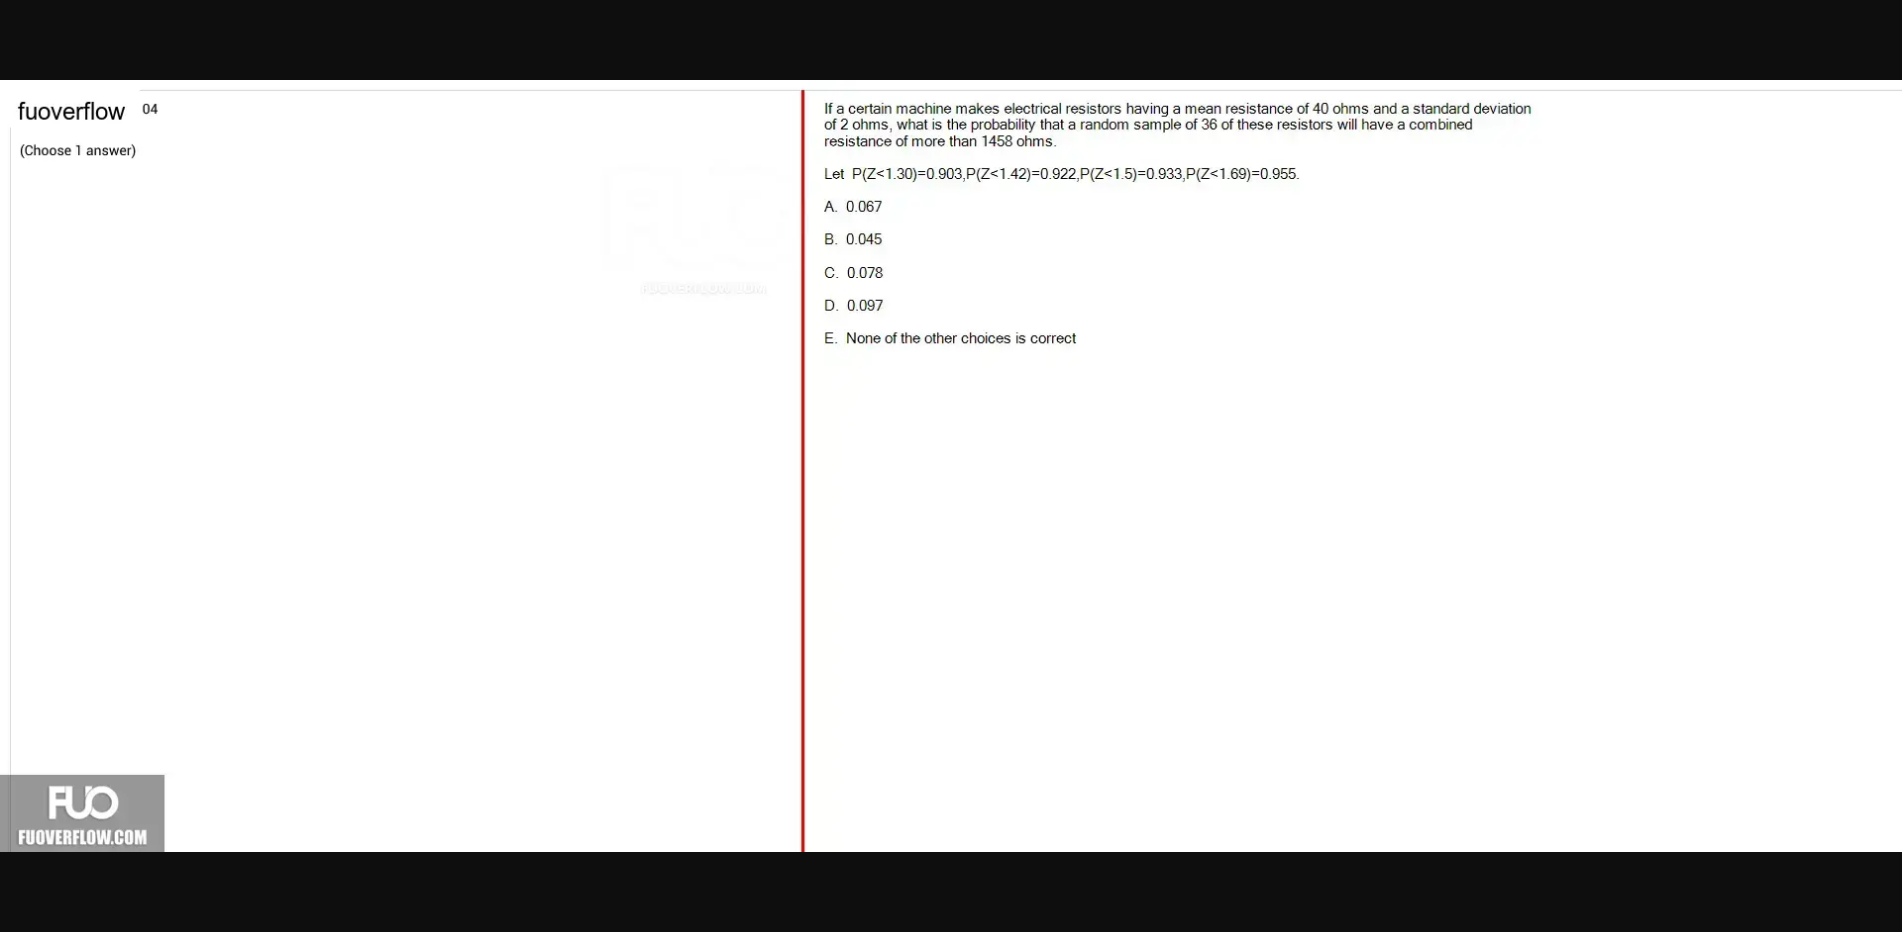 fuoverflow 04
(Choose 1 answer)
If a certain machine makes electrical resistors having a mean resistance of 40 ohms and a standard deviation
of 2 ohms, what is the probability that a random sample of 36 of these resistors will have a combined
resistance of more than 1458 ohms.
Let P(Z<1.30)=0.903,P(Z<1.42)=0.922,P(Z<1.5)=0.933,P(Z<1.69)=0.955.
A. 0.067
B. 0.045
C. 0.078
D. 0.097
E. None of the other choices is correct
FUO
FUOVERFLOW.COM
FUO
FUOVERFLOW.COM